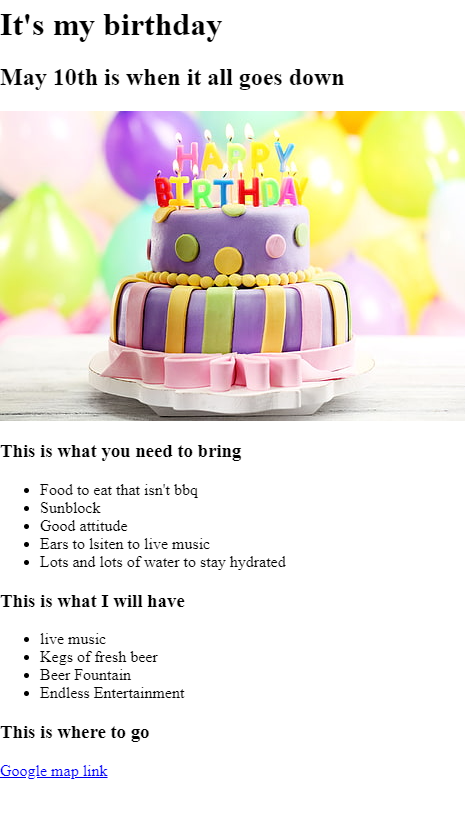 It's my birthday
May 10th is when it all goes down
HAPPY
BIRTHDAY
This is what you need to bring
Food to eat that isn't bbq
Sunblock
Good attitude
Ears to lsiten to live music
Lots and lots of water to stay hydrated
This is what I will have
live music
Kegs of fresh beer
Beer Fountain
Endless Entertainment
This is where to go
Google map link